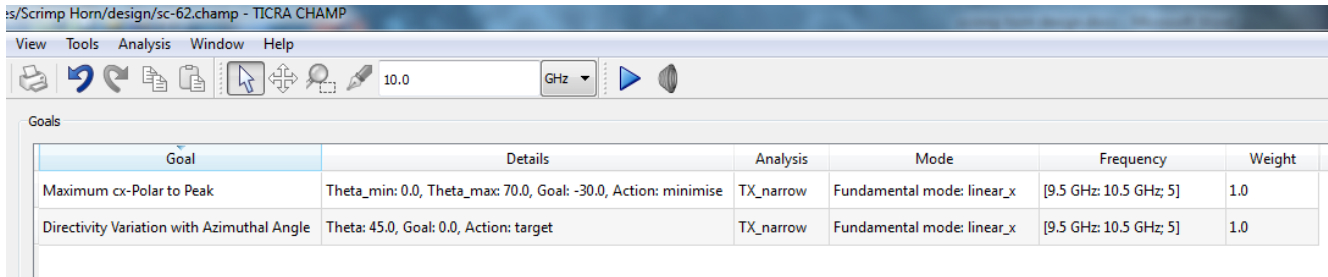 es/Scrimp Horn/design/sc-62.champ - TICRA CHAMP
View Tools Analysis Window Help
10.0 GHz
Goals
Goal Details Analysis Mode Frequency Weight
Maximum cx-Polar to Peak Theta_min: 0.0, Theta_max: 70.0, Goal: -30.0, Action: minimise TX_narrow Fundamental mode: linear_x [9.5 GHz: 10.5 GHz; 5] 1.0
Directivity Variation with Azimuthal Angle Theta: 45.0, Goal: 0.0, Action: target TX_narrow Fundamental mode: linear_x [9.5 GHz: 10.5 GHz; 5] 1.0